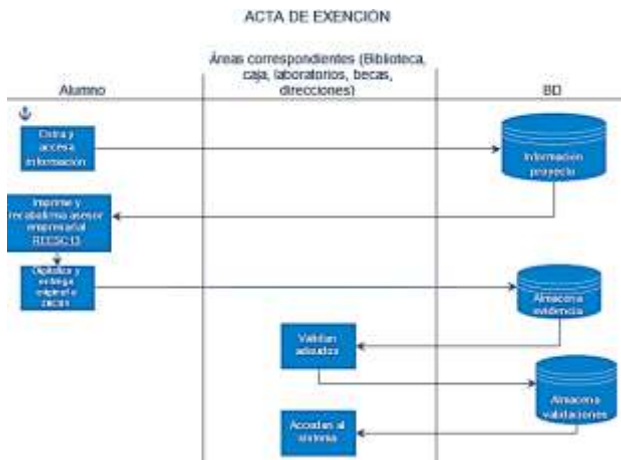 ACTA DE EXENCIÓN
Alumno
Áreas correspondientes (Biblioteca,
caja, laboratorios, becas,
direcciones)
BD
Entra y
accesa
información
Información
proyecto
Imprime y
recaba firma asesor
empresarial
REESC13
Digitaliza y
entrega
original a
Almacena
evidencia
Validan
adeudos
Almacena
validaciones
Accedan al
sistema